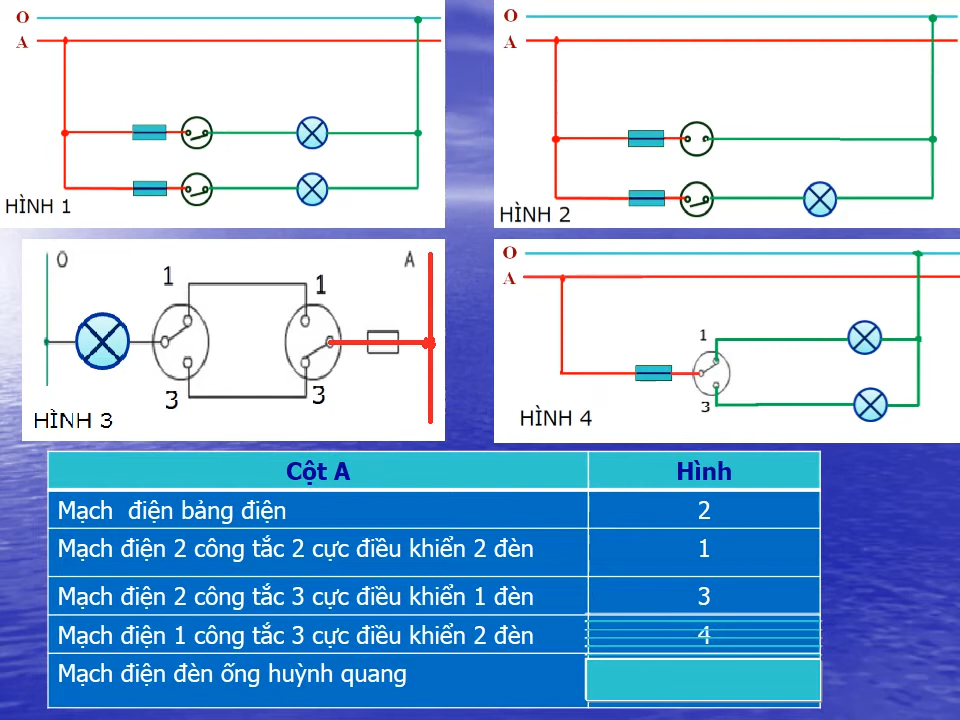 O
A
HÌNH 1
O
A
HÌNH 2
O
A
1
1
3
3
HÌNH 3
O
A
1
3
HÌNH 4
Cột A Hình
Mạch điện bảng điện 2
Mạch điện 2 công tắc 2 cực điều khiển 2 đèn 1
Mạch điện 2 công tắc 3 cực điều khiển 1 đèn 3
Mạch điện 1 công tắc 3 cực điều khiển 2 đèn 4
Mạch điện đèn ống huỳnh quang